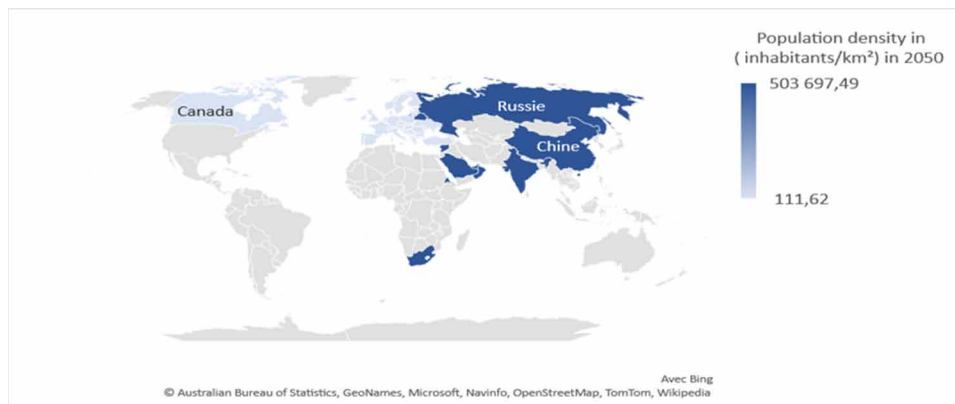 Population density in
( inhabitants/km²) in 2050
503 697,49
111,62
Canada
Russie
Chine
Avec Bing
© Australian Bureau of Statistics, GeoNames, Microsoft, Navinfo, OpenStreetMap, TomTom, Wikipedia